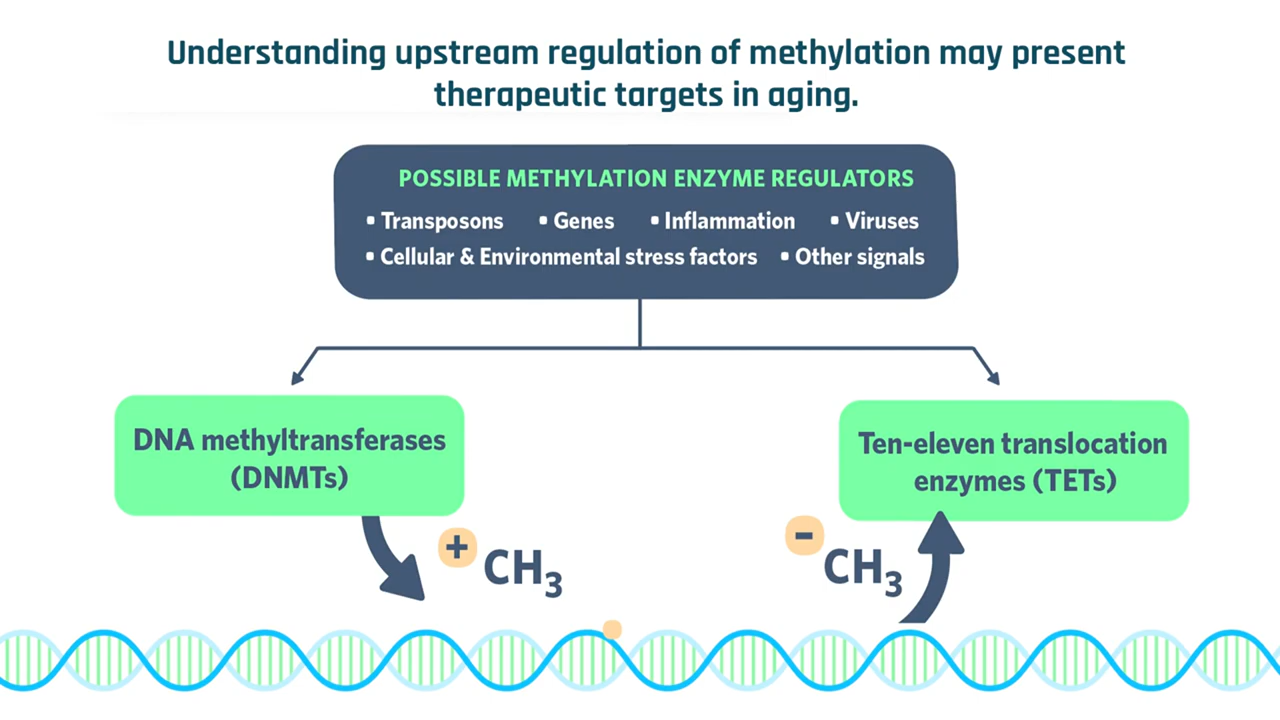 Understanding upstream regulation of methylation may present
therapeutic targets in aging.
POSSIBLE METHYLATION ENZYME REGULATORS
▪ Transposons ▪ Genes ▪ Inflammation ▪ Viruses
▪ Cellular & Environmental stress factors ▪ Other signals
DNA methyltransferases
(DNMTs)
Ten-eleven translocation
enzymes (TETs)
+ CH₃
− CH₃